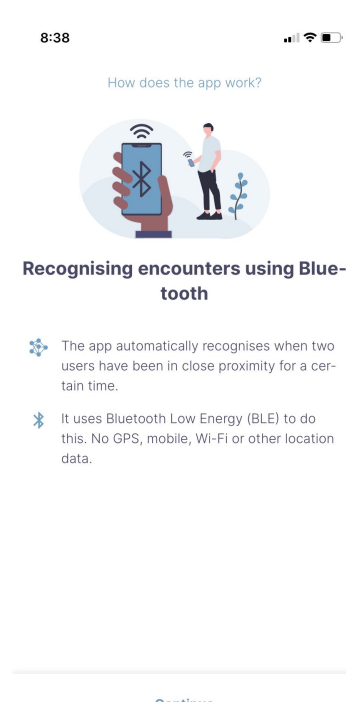 8:38
How does the app work?
Recognising encounters using Blue-
tooth
The app automatically recognises when two
users have been in close proximity for a cer-
tain time.
It uses Bluetooth Low Energy (BLE) to do
this. No GPS, mobile, Wi-Fi or other location
data.
Continue